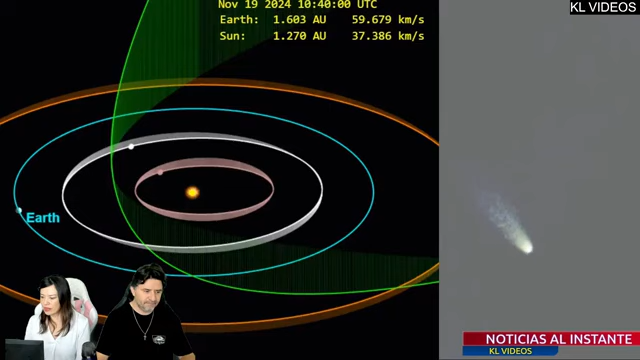 Nov 19 2024 10:40:00 UTC
Earth: 1.603 AU 59.679 km/s
Sun: 1.270 AU 37.386 km/s
KL VIDEOS
Earth
NOTICIAS AL INSTANTE
KL VIDEOS